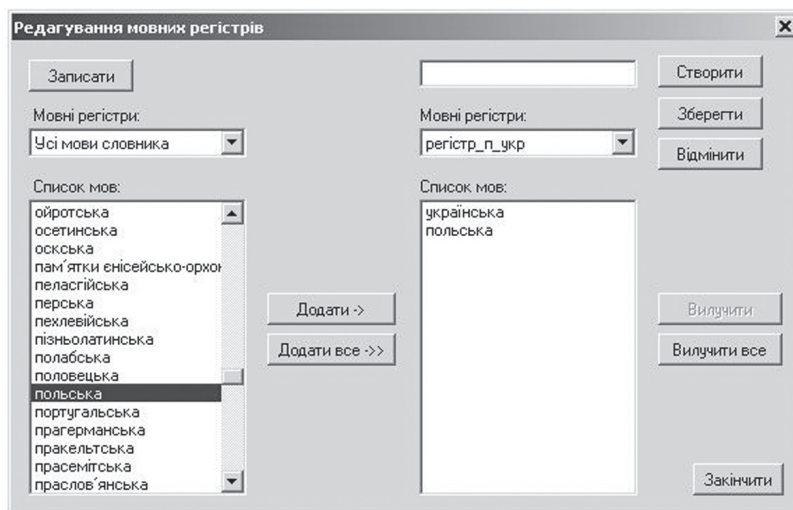 Редагування мовних регістрів
Записати
Створити
Мовні регістри:
Мовні регістри:
Зберегти
Усі мови словника
регістр_п_укр
Відмінити
Список мов:
Список мов:
ойротська
осетинська
оскська
пам´ятки єнісейсько-орхон
пеласгійська
перська
пехлевійська
пізньолатинська
полабська
половецька
польська
португальська
прагерманська
пракельтська
прасемітська
праслов´янська
Додати ->
Додати все ->>
українська
польська
Вилучити
Вилучити все
Закінчити